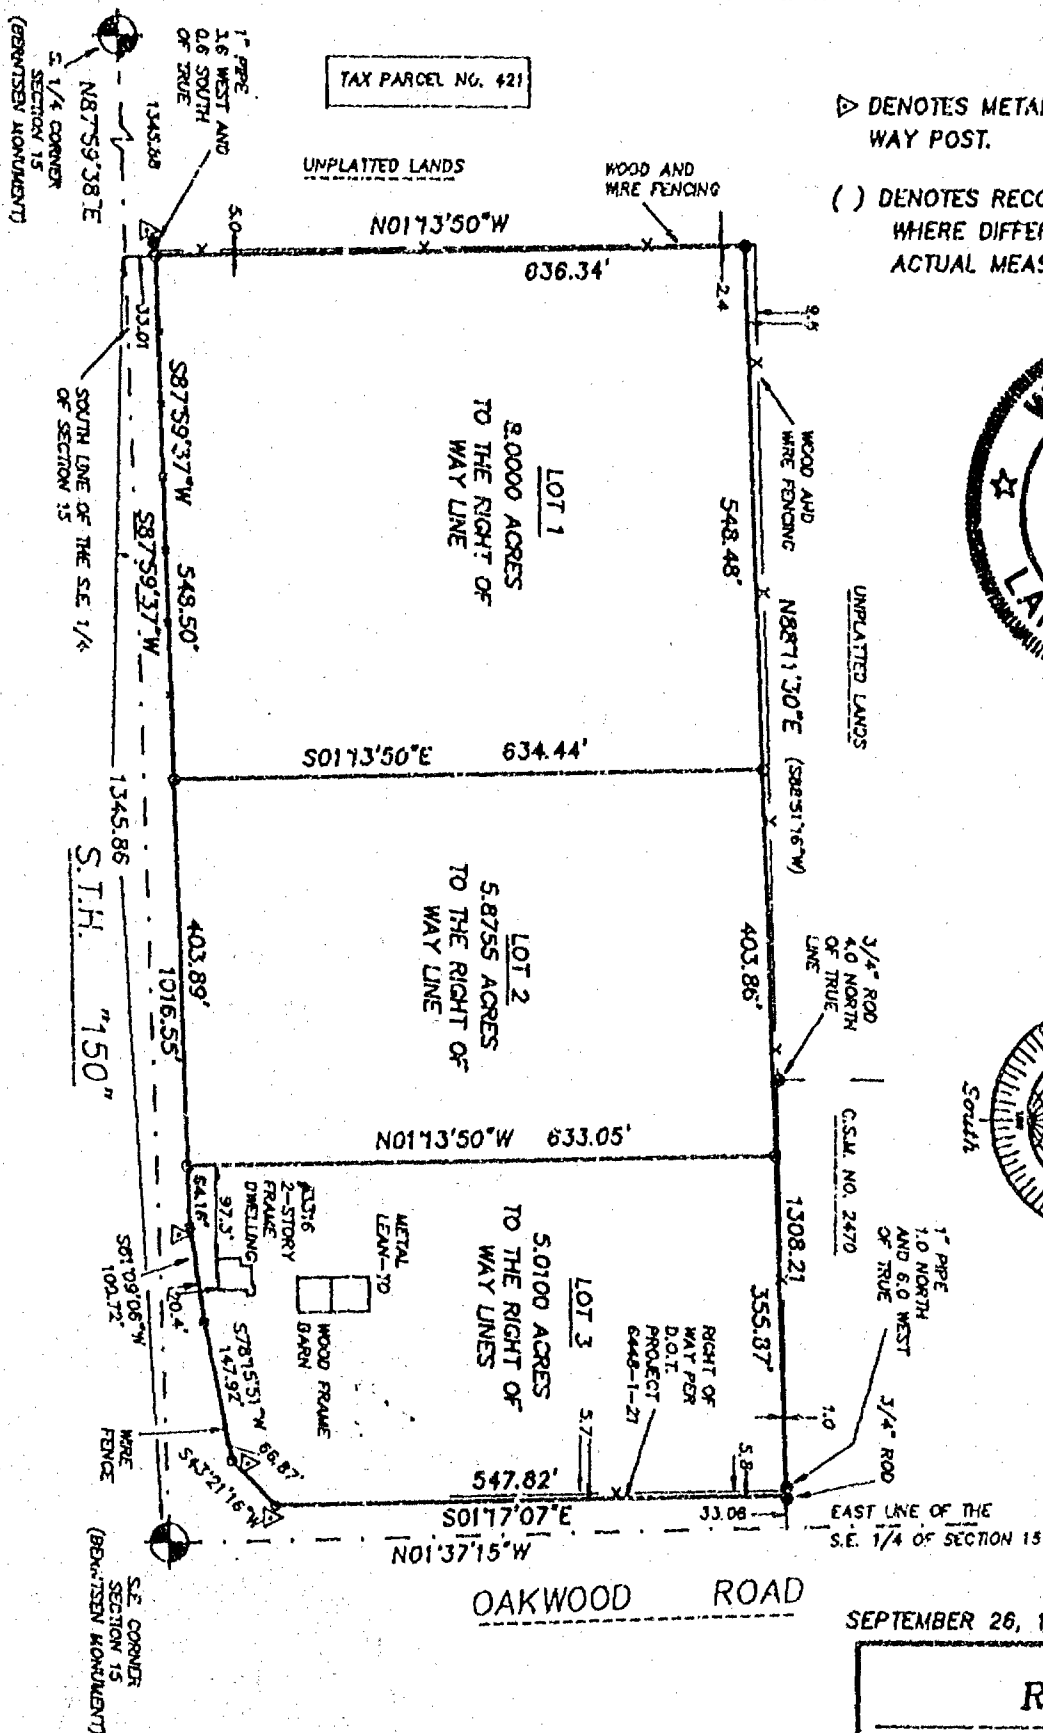 TAX PARCEL NO. 421
DENOTES METAL
WAY POST.
( ) DENOTES RECO
WHERE DIFFER
ACTUAL MEAS
1" PIPE
3.6 WEST AND
0.6 SOUTH
OF TRUE
S. 1/4 CORNER
SECTION 15
(BERNTSEN MONUMENT)
N87°59'38"E
1345.88
UNPLATTED LANDS
WOOD AND
WIRE FENCING
N01°13'50"W
636.34'
5.0
2.4
9.5
33.01
SOUTH LINE OF THE S.E. 1/4
OF SECTION 15
S87°59'37"W
548.50'
S87°59'37"W
1345.86
LOT 1
8.0000 ACRES
TO THE RIGHT OF
WAY LINE
WOOD AND
WIRE FENCING
548.48'
UNPLATTED LANDS
N88°11'30"E
LA
S01°13'50"E 634.44'
LOT 2
5.8755 ACRES
TO THE RIGHT OF
WAY LINE
403.86'
403.89'
1016.55'
S.T.H. "150"
3/4" ROD
4.0 NORTH
OF TRUE
LINE
C.S.M. NO. 2470
South
N01°13'50"W 633.05'
1308.21
355.87'
LOT 3
5.0100 ACRES
TO THE RIGHT OF
WAY LINES
METAL
LEAN-TO
2-STORY
FRAME
DWELLING
WOOD FRAME
BARN
64.16'
97.3'
20.4'
S81°09'06"W
100.72'
S78°15'51"W
147.92'
66.87'
S43°21'16"W
WIRE
FENCE
RIGHT OF
WAY PER
D.O.T.
PROJECT
6448-1-21
1" PIPE
1.0 NORTH
AND 6.0 WEST
OF TRUE
3/4" ROD
1.0
5.7
5.8
547.82'
S01°17'07"E
33.06
N01°37'15"W
EAST LINE OF THE
S.E. 1/4 OF SECTION 15
OAKWOOD ROAD
S.E. CORNER
SECTION 15
(BERNTSEN MONUMENT)
SEPTEMBER 26, 1
R